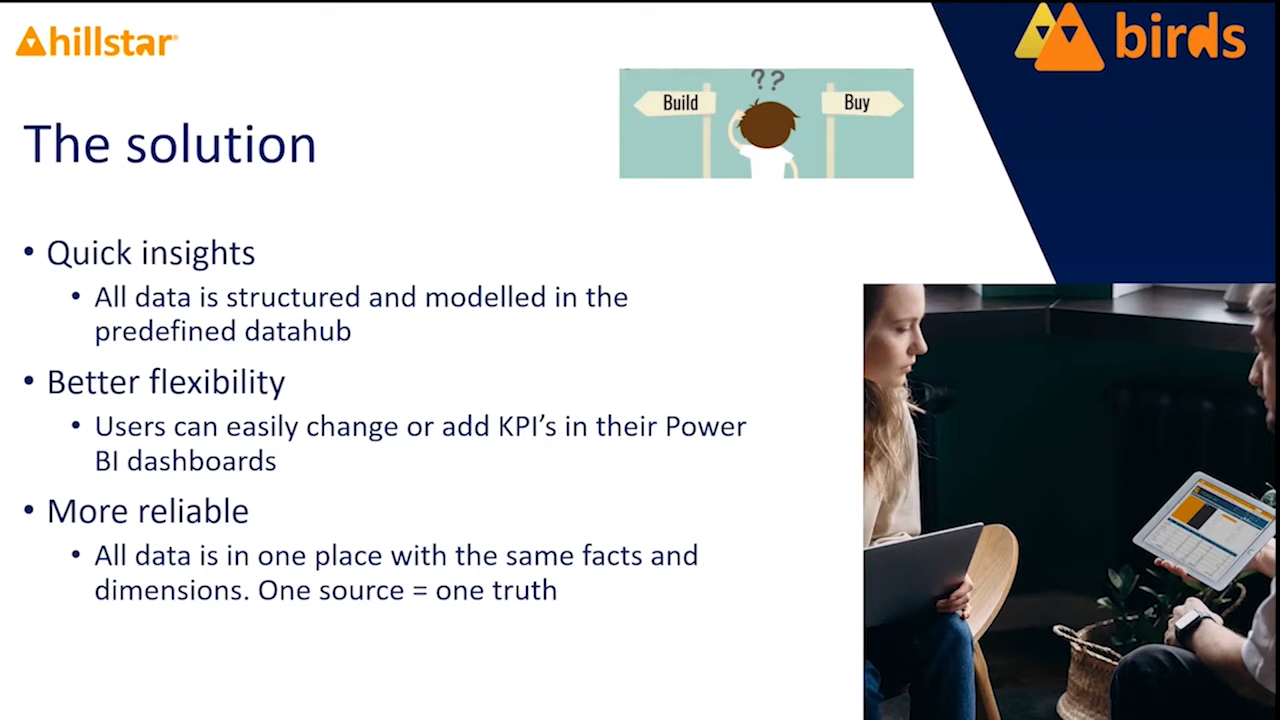 hillstar
birds
??
Build
Buy
The solution
• Quick insights
• All data is structured and modelled in the
predefined datahub
• Better flexibility
• Users can easily change or add KPI's in their Power
BI dashboards
• More reliable
• All data is in one place with the same facts and
dimensions. One source = one truth